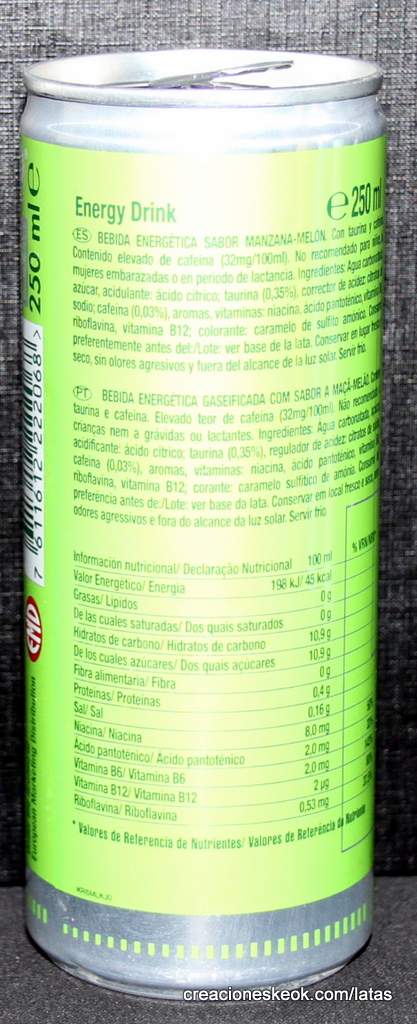 Energy Drink
e 250 ml
ES BEBIDA ENERGÉTICA SABOR MANZANA-MELÓN. Con taurina y
Contenido elevado de cafeína (32mg/100ml). No recomendado para
mujeres embarazadas o en periodo de lactancia. Ingredientes: Agua carbonatada,
azúcar, acidulante: ácido cítrico; taurina (0,35%), corrector de acidez: citrato
sodio; cafeína (0,03%), aromas, vitaminas: niacina, ácido pantoténico, vitamina
riboflavina, vitamina B12; colorante: caramelo de sulfito amónico.
preferentemente antes del:/Lote: ver base de la lata. Conservar en lugar
seco, sin olores agresivos y fuera del alcance de la luz solar. Servir frío.
PT BEBIDA ENERGÉTICA GASEIFICADA COM SABOR A MAÇÃ-MELÃO.
taurina e cafeína. Elevado teor de cafeína (32mg/100ml). Não recomendado
crianças nem a grávidas ou lactantes. Ingredientes: Água carbonatada,
acidificante: ácido cítrico; taurina (0,35%), regulador de acidez: citrato
cafeína (0,03%), aromas, vitaminas: niacina, ácido pantoténico, vitamina
riboflavina, vitamina B12; corante: caramelo sulfítico de amónia.
preferência antes de:/Lote: ver base da lata. Conservar em local fresco e
odores agressivos e fora do alcance da luz solar. Servir frio.
Información nutricional/ Declaração Nutricional 100 ml
Valor Energético/ Energia 198 kJ/ 45 kcal
Grasas/ Lípidos 0 g
De las cuales saturadas/ Dos quais saturados 0 g
Hidratos de carbono/ Hidratos de carbono 10,9 g
De los cuales azúcares/ Dos quais açúcares 10,9 g
Fibra alimentaria/ Fibra 0 g
Proteínas/ Proteínas 0,4 g
Sal/ Sal 0,16 g
Niacina/ Niacina 8,0 mg
Ácido pantoténico/ Ácido pantoténico 2,0 mg
Vitamina B6/ Vitamina B6 2,0 mg
Vitamina B12/ Vitamina B12 2 µg
Riboflavina/ Riboflavina 0,53 mg
* Valores de Referencia de Nutrientes/ Valores de Referência de Nutriente
250 ml e
7 611612 222068 >
European Marketing Distribution
creacioneskeok.com/latas